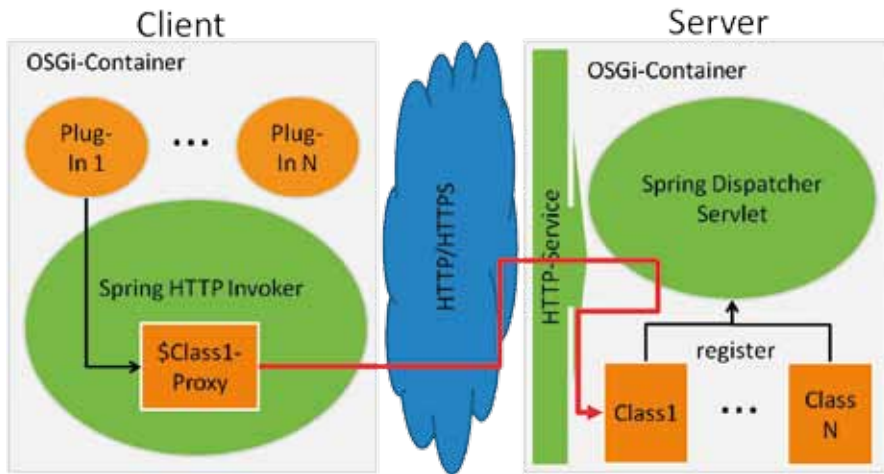 Client
Server
OSGi-Container
OSGi-Container
Plug-
In 1
...
Plug-
In N
Spring Dispatcher
Servlet
HTTP/HTTPS
HTTP-Service
Spring HTTP Invoker
$Class1-
Proxy
register
Class1
...
Class
N